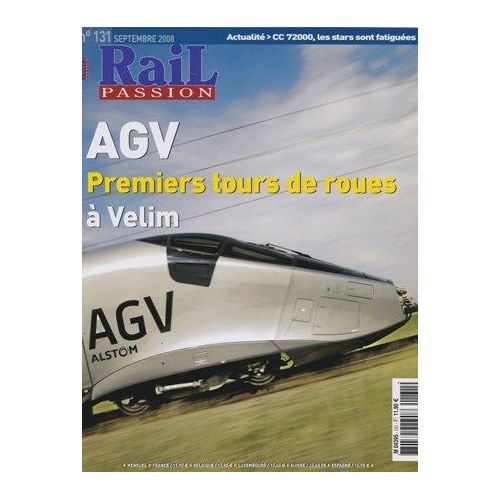 n° 131 SEPTEMBRE 2008
Actualité > CC 72000, les stars sont fatiguées
RaiL
PASSION
AGV
Premiers tours de roues
à Velim
AGV
ALSTOM